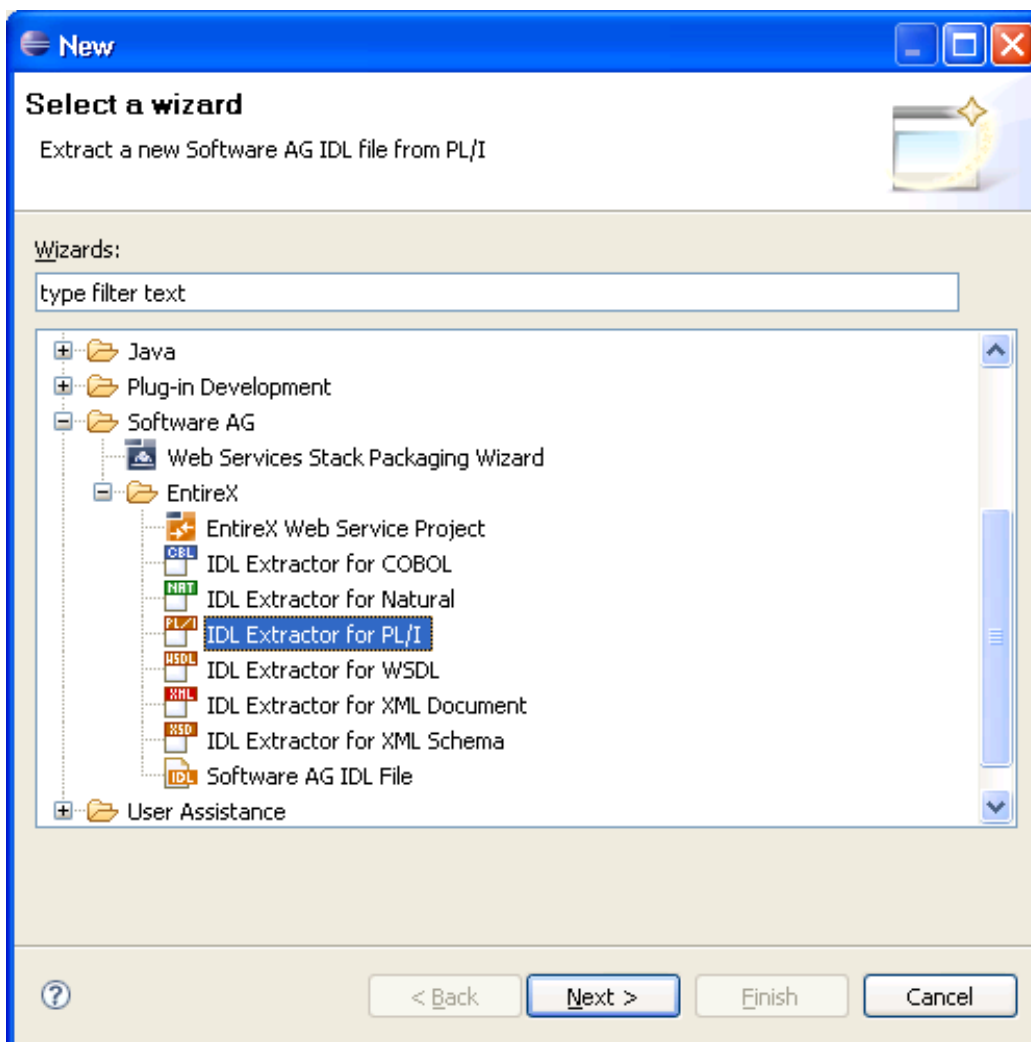 New
Select a wizard
Extract a new Software AG IDL file from PL/I
Wizards:
type filter text
Java
Plug-in Development
Software AG
Web Services Stack Packaging Wizard
EntireX
EntireX Web Service Project
CBL IDL Extractor for COBOL
NAT IDL Extractor for Natural
PL/I IDL Extractor for PL/I
WSDL IDL Extractor for WSDL
XML IDL Extractor for XML Document
XSD IDL Extractor for XML Schema
IDL Software AG IDL File
User Assistance
? < Back Next > Finish Cancel